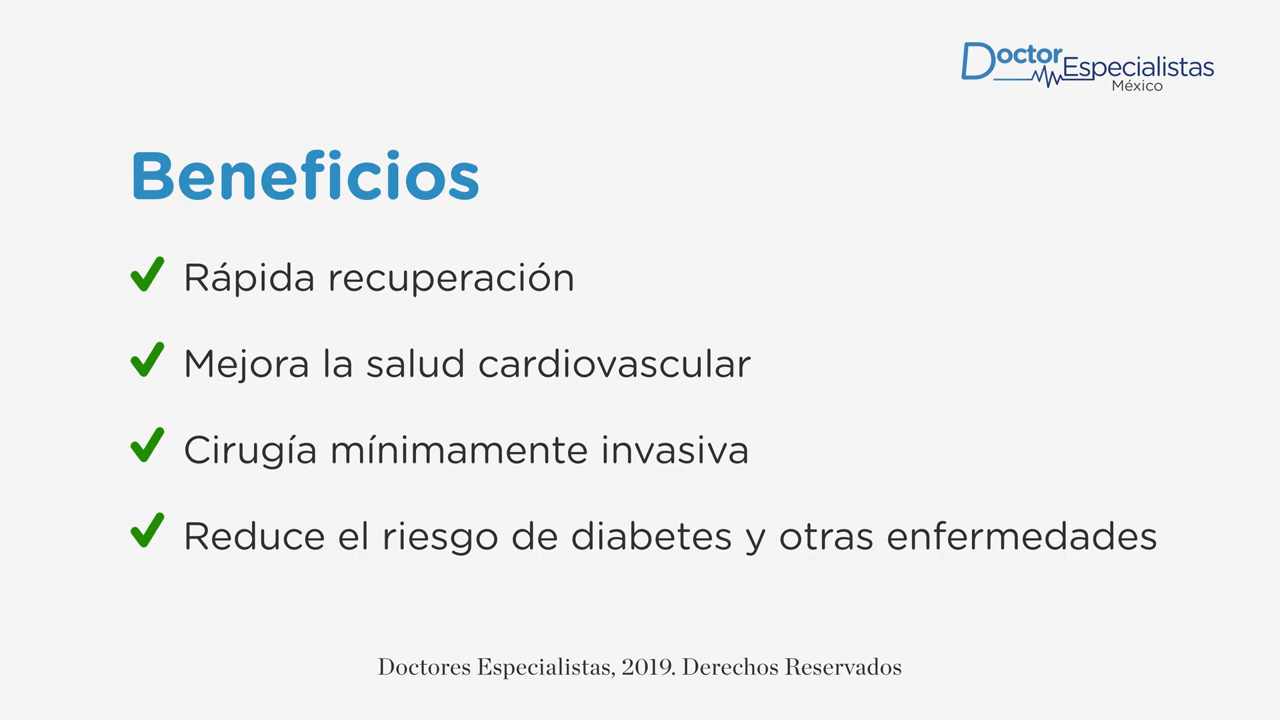 Doctor Especialistas
México
Beneficios
Rápida recuperación
Mejora la salud cardiovascular
Cirugía mínimamente invasiva
Reduce el riesgo de diabetes y otras enfermedades
Doctores Especialistas, 2019. Derechos Reservados